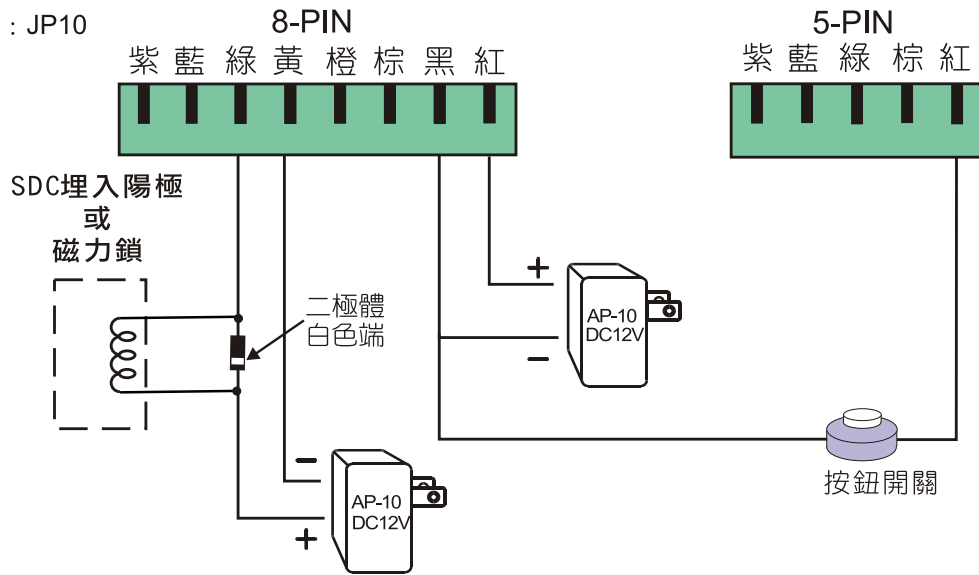 : JP10
8-PIN
5-PIN
紫 藍 綠 黃 橙 棕 黑 紅
紫 藍 綠 棕 紅
SDC埋入陽極
或
磁力鎖
二極體
白色端
+
AP-10
DC12V
−
按鈕開關
−
AP-10
DC12V
+